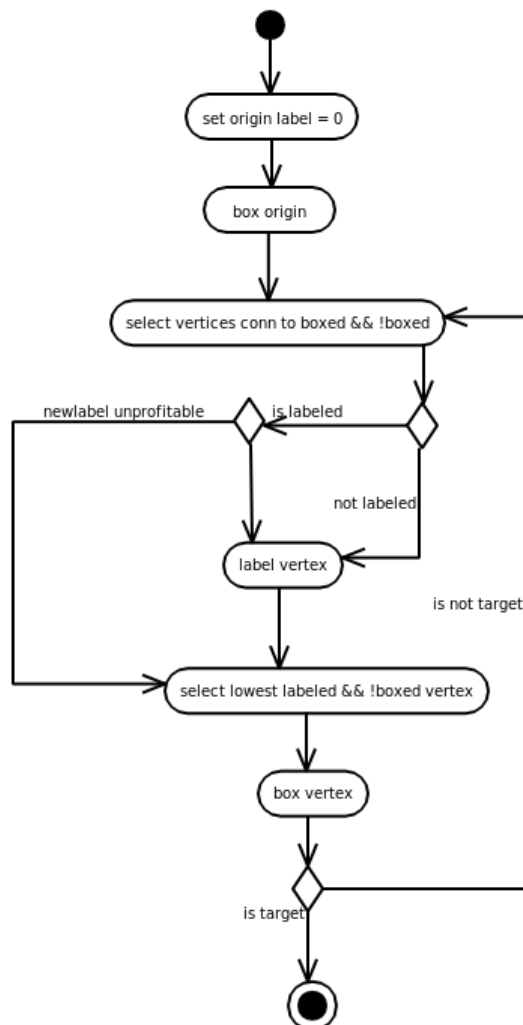 set origin label = 0
box origin
select vertices conn to boxed && !boxed
newlabel unprofitable
is labeled
not labeled
label vertex
is not target
select lowest labeled && !boxed vertex
box vertex
is target